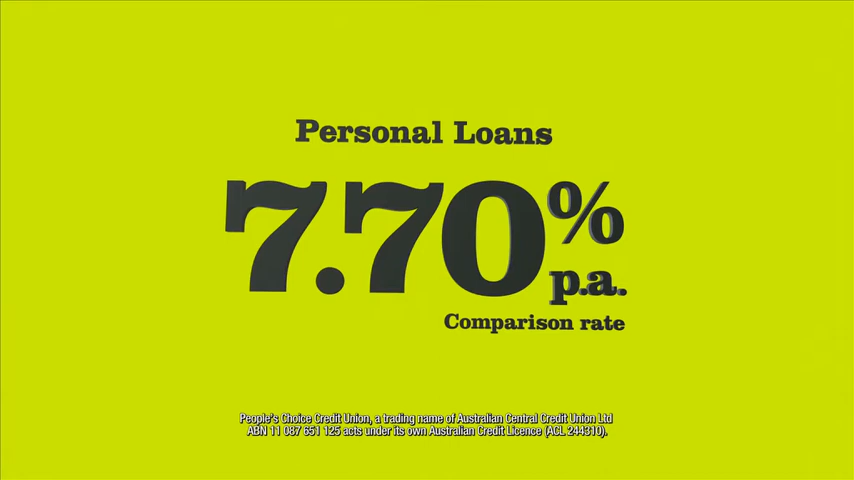 Personal Loans
7.70% p.a.
Comparison rate
People's Choice Credit Union, a trading name of Australian Central Credit Union Ltd
ABN 11 087 651 125 acts under its own Australian Credit Licence (ACL 244310).